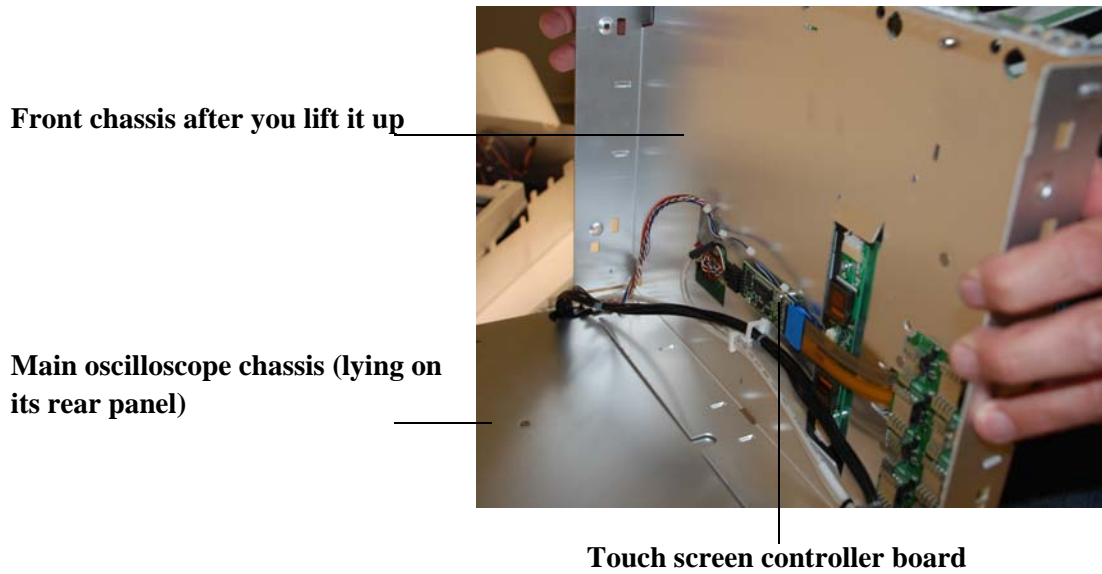 Front chassis after you lift it up
Main oscilloscope chassis (lying on
its rear panel)
Touch screen controller board